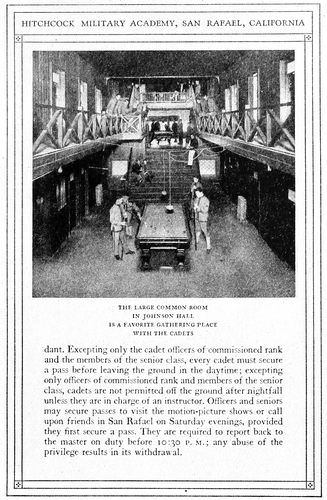 HITCHCOCK MILITARY ACADEMY, SAN RAFAEL, CALIFORNIA
THE LARGE COMMON ROOM
IN JOHNSON HALL
IS A FAVORITE GATHERING PLACE
WITH THE CADETS
dant. Excepting only the cadet officers of commissioned rank
and the members of the senior class, every cadet must secure
a pass before leaving the ground in the daytime; excepting
only officers of commissioned rank and members of the senior
class, cadets are not permitted off the ground after nightfall
unless they are in charge of an instructor. Officers and seniors
may secure passes to visit the motion-picture shows or call
upon friends in San Rafael on Saturday evenings, provided
they first secure a pass. They are required to report back to
the master on duty before 10:30 P. M.; any abuse of the
privilege results in its withdrawal.